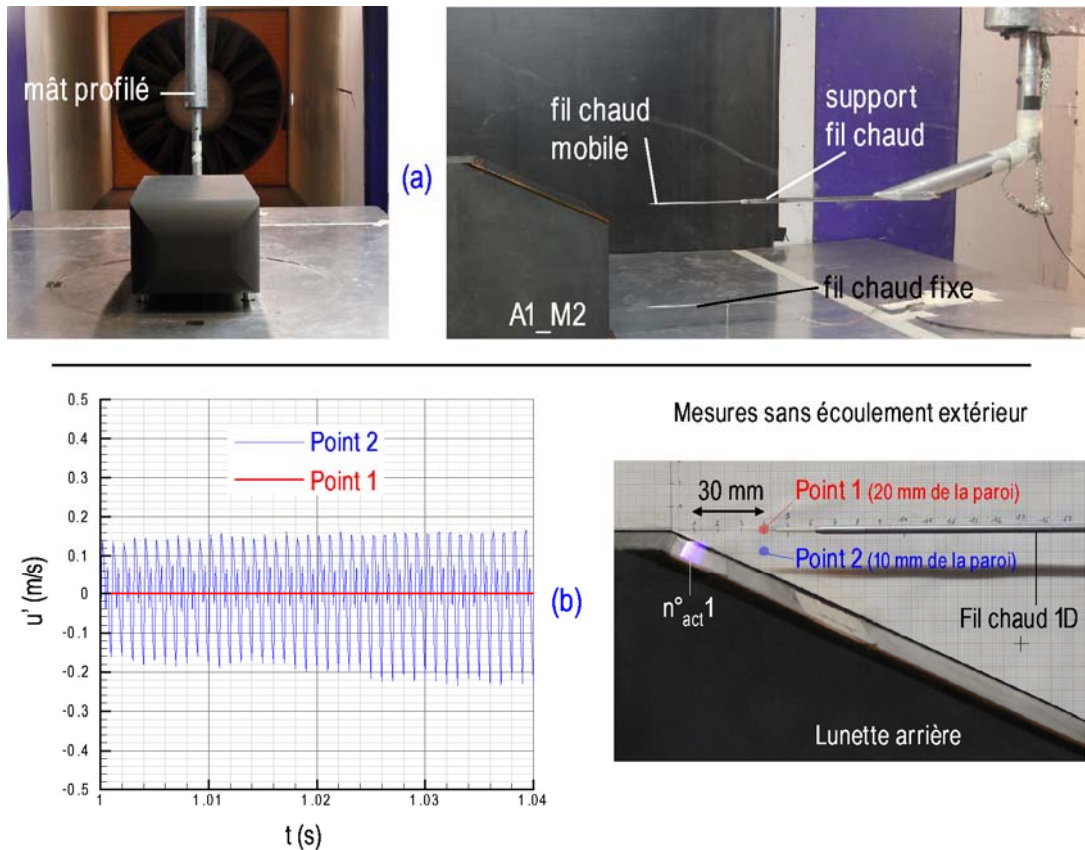 mât profilé
(a)
fil chaud
mobile
support
fil chaud
fil chaud fixe
A1_M2
0.5
0.4
0.3
0.2
0.1
0
-0.1
-0.2
-0.3
-0.4
-0.5
u' (m/s)
Point 2
Point 1
1
1.01
1.02
1.03
1.04
t (s)
(b)
Mesures sans écoulement extérieur
30 mm
Point 1 (20 mm de la paroi)
Point 2 (10 mm de la paroi)
n°act1
Fil chaud 1D
Lunette arrière